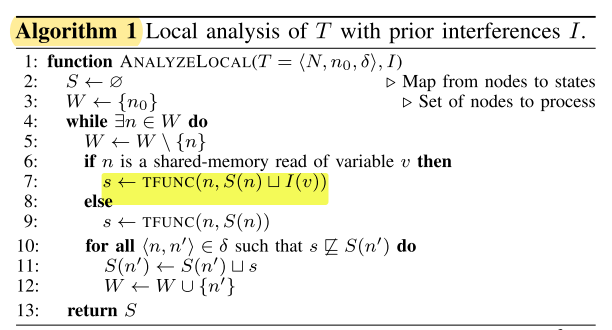 Algorithm 1 Local analysis of T with prior interferences I.
1: function ANALYZELOCAL(T = ⟨N, n₀, δ⟩, I)
2: S ← ∅ ▷ Map from nodes to states
3: W ← {n₀} ▷ Set of nodes to process
4: while ∃n ∈ W do
5: W ← W \ {n}
6: if n is a shared-memory read of variable v then
7: s ← TFUNC(n, S(n) ⊔ I(v))
8: else
9: s ← TFUNC(n, S(n))
10: for all ⟨n, n′⟩ ∈ δ such that s ⋢ S(n′) do
11: S(n′) ← S(n′) ⊔ s
12: W ← W ∪ {n′}
13: return S